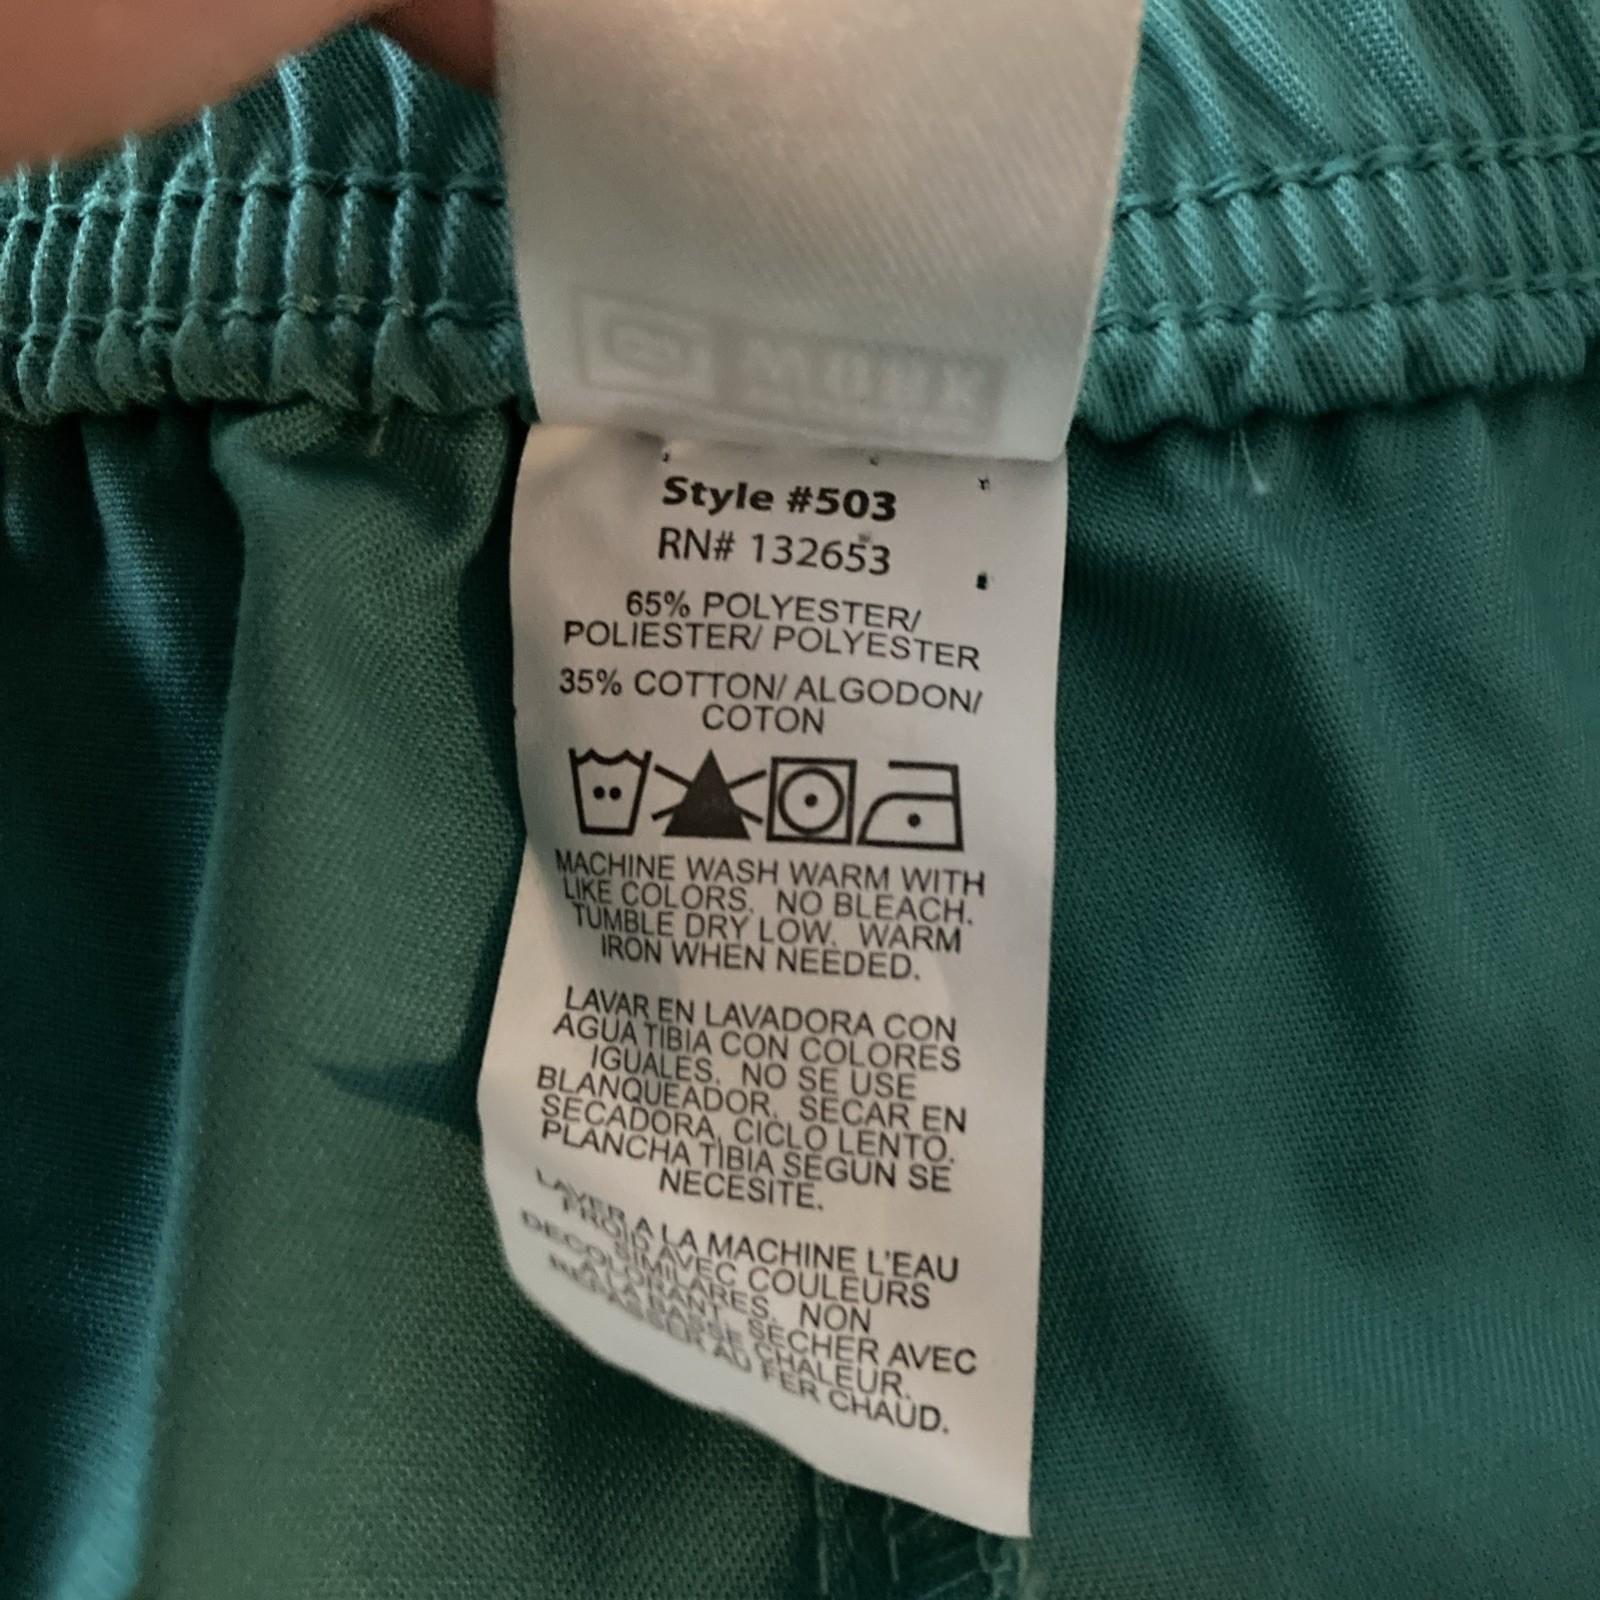 Style #503
RN# 132653
65% POLYESTER/
POLIESTER/ POLYESTER
35% COTTON/ ALGODON/
COTON
MACHINE WASH WARM WITH
LIKE COLORS. NO BLEACH.
TUMBLE DRY LOW. WARM
IRON WHEN NEEDED.
LAVAR EN LAVADORA CON
AGUA TIBIA CON COLORES
IGUALES. NO SE USE
BLANQUEADOR. SECAR EN
SECADORA, CICLO LENTO.
PLANCHA TIBIA SEGUN SE
NECESITE.
LAVER A LA MACHINE L'EAU
FROID AVEC COULEURS
SIMILARES. NON
DECOLORANT. SECHER AVEC
A LA BASSE CHALEUR.
REPASSER AU FER CHAUD.